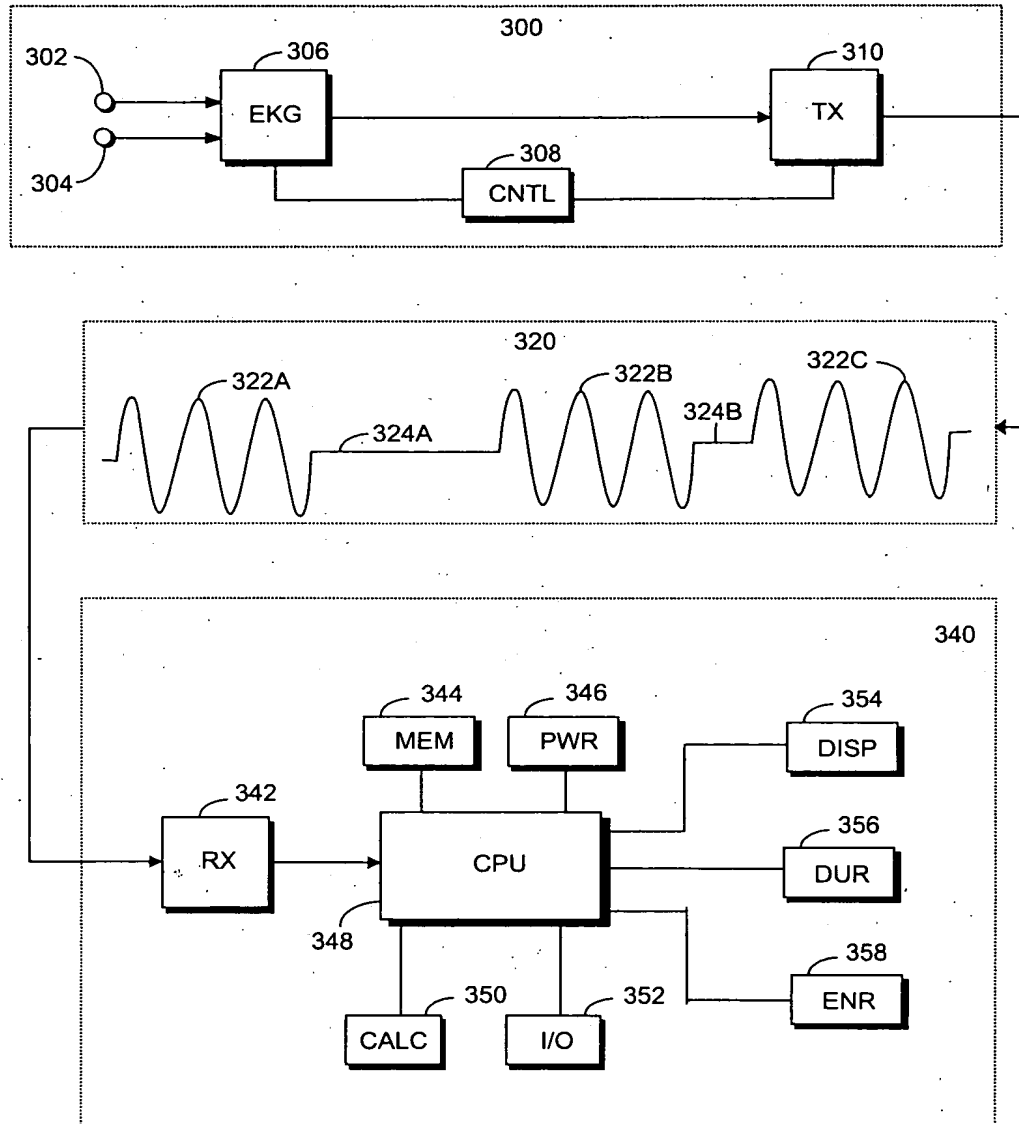 300
302
306
310
EKG
TX
304
308
CNTL
320
322A
322B
322C
324A
324B
340
344
346
354
MEM
PWR
DISP
342
356
RX
CPU
DUR
348
358
350
352
ENR
CALC
I/O